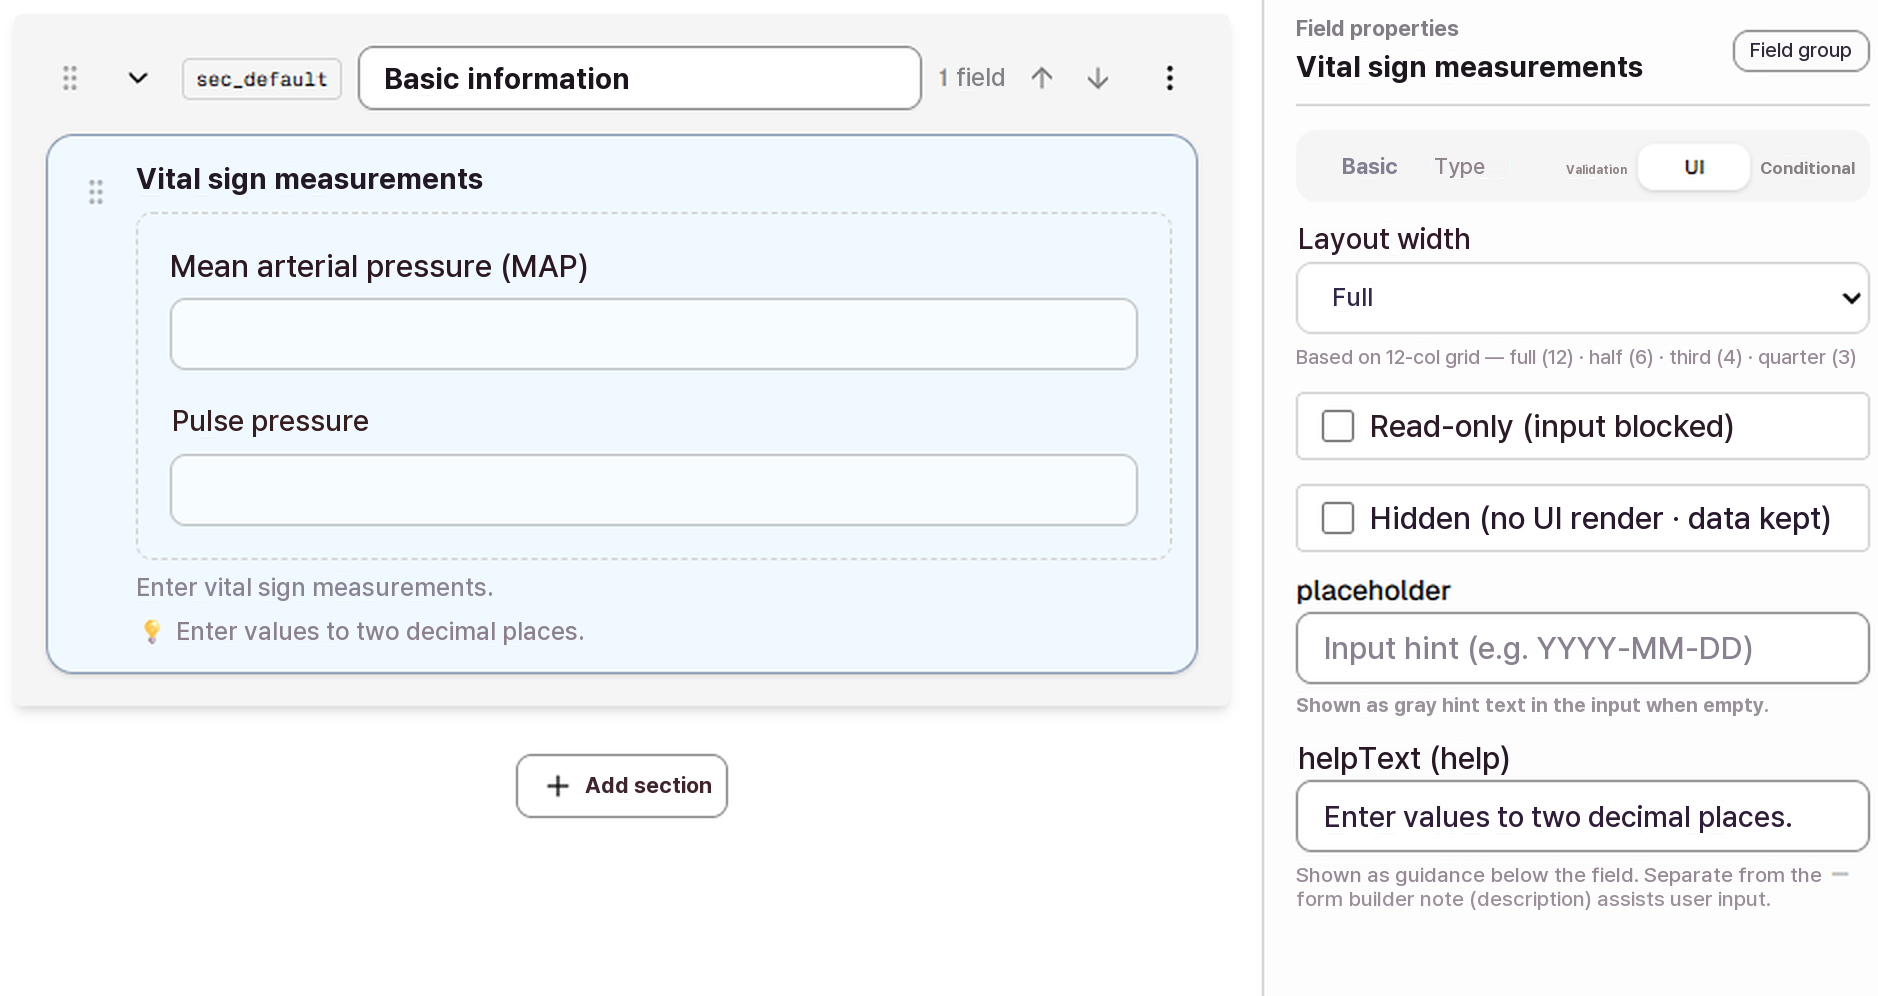 sec_default
Basic information
1 field
Vital sign measurements
Mean arterial pressure (MAP)
Pulse pressure
Enter vital sign measurements.
Enter values to two decimal places.
Add section
Field properties
Vital sign measurements
Field group
Basic
Type
Validation
UI
Conditional
Layout width
Full
Based on 12-col grid — full (12) · half (6) · third (4) · quarter (3)
Read-only (input blocked)
Hidden (no UI render · data kept)
placeholder
Input hint (e.g. YYYY-MM-DD)
Shown as gray hint text in the input when empty.
helpText (help)
Enter values to two decimal places.
Shown as guidance below the field. Separate from the —
form builder note (description) assists user input.